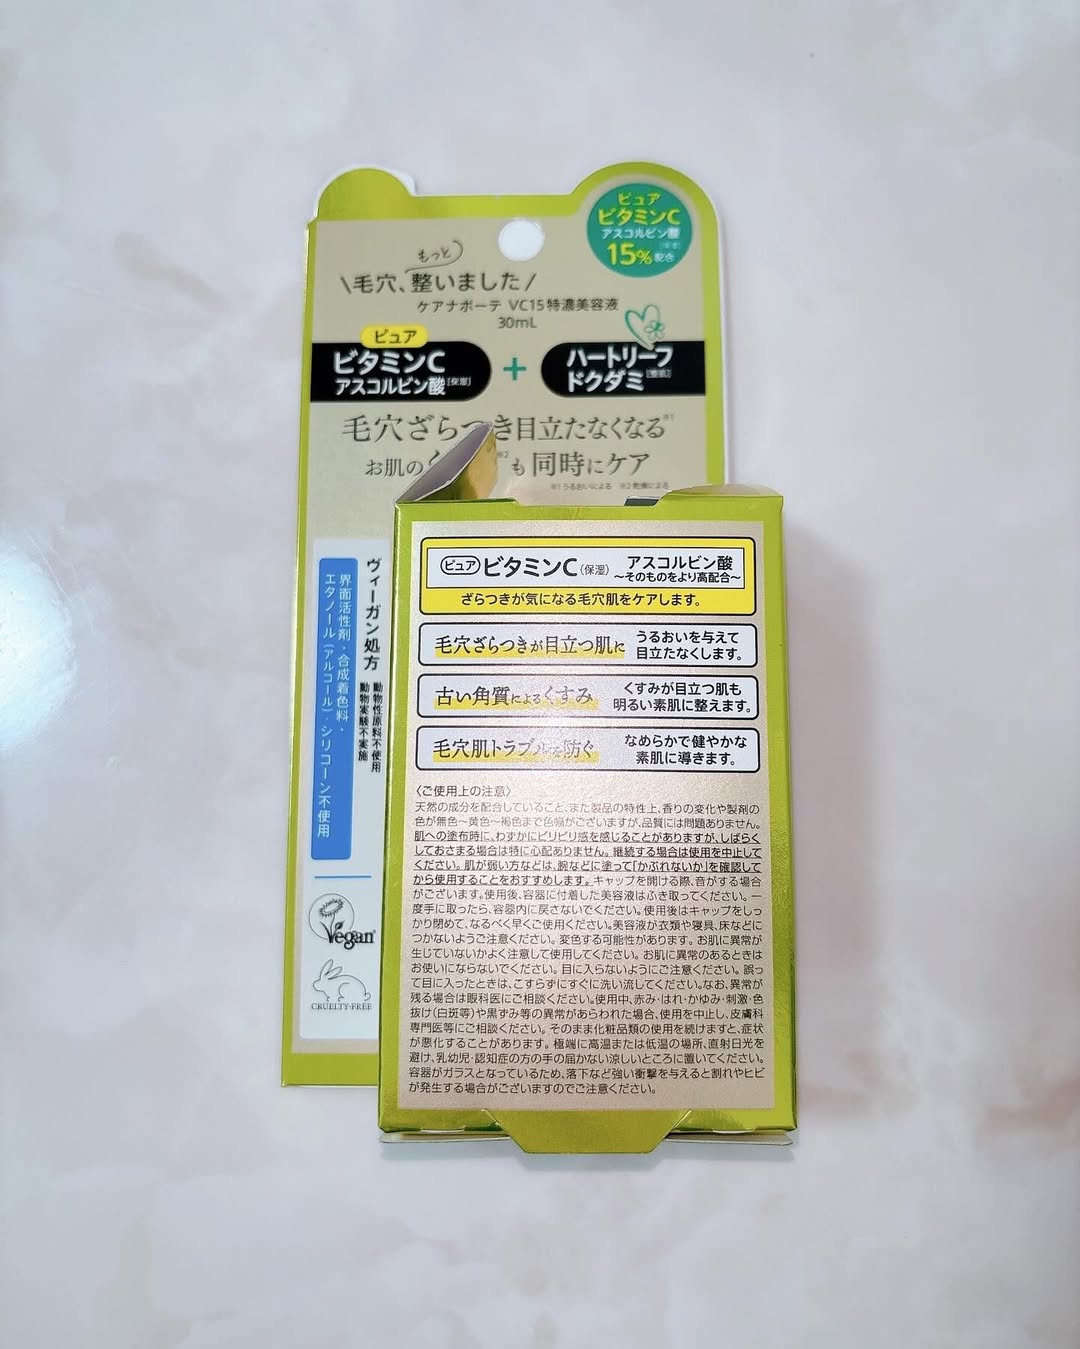 ピュア
ビタミンC
アスコルビン酸
[保湿]
15%配合
もっと
\毛穴、整いました/
ケアナボーテ VC15特濃美容液
30mL
ピュア
ビタミンC
アスコルビン酸[保湿]
+
ハートリーフ
ドクダミ[整肌]
毛穴ざらつき目立たなくなる※1
お肌のく ※2も同時にケア
※1 うるおいによる ※2 乾燥による
ヴィーガン処方
動物性原料不使用
動物実験不実施
界面活性剤・合成着色料・
エタノール(アルコール)・シリコーン不使用
Vegan
CRUELTY-FREE
ピュア ビタミンC(保湿) アスコルビン酸
~そのものをより高配合~
ざらつきが気になる毛穴肌をケアします。
毛穴ざらつきが目立つ肌に うるおいを与えて
目立たなくします。
古い角質によるくすみ くすみが目立つ肌も
明るい素肌に整えます。
毛穴肌トラブルを防ぐ なめらかで健やかな
素肌に導きます。
〈ご使用上の注意〉
天然の成分を配合していること、また製品の特性上、香りの変化や製剤の
色が無色~黄色~褐色まで色幅がございますが、品質には問題ありません。
肌への塗布時に、わずかにピリピリ感を感じることがありますが、しばらく
しておさまる場合は特に心配ありません。継続する場合は使用を中止して
ください。肌が弱い方などは、腕などに塗って「かぶれないか」を確認して
から使用することをおすすめします。キャップを開ける際、音がする場合
がございます。使用後、容器に付着した美容液はふき取ってください。一
度手に取ったら、容器内に戻さないでください。使用後はキャップをしっ
かり閉めて、なるべく早くご使用ください。美容液が衣類や寝具、床などに
つかないようご注意ください。変色する可能性があります。お肌に異常が
生じていないかよく注意して使用してください。お肌に異常のあるときは
お使いにならないでください。目に入らないようにご注意ください。誤っ
て目に入ったときは、こすらずにすぐに洗い流してください。なお、異常が
残る場合は眼科医にご相談ください。使用中、赤み・はれ・かゆみ・刺激・色
抜け(白斑等)や黒ずみ等の異常があらわれた場合、使用を中止し、皮膚科
専門医等にご相談ください。そのまま化粧品類の使用を続けますと、症状
が悪化することがあります。極端に高温または低温の場所、直射日光を
避け、乳幼児・認知症の方の手の届かない涼しいところに置いてください。
容器がガラスとなっているため、落下など強い衝撃を与えると割れやヒビ
が発生する場合がございますのでご注意ください。